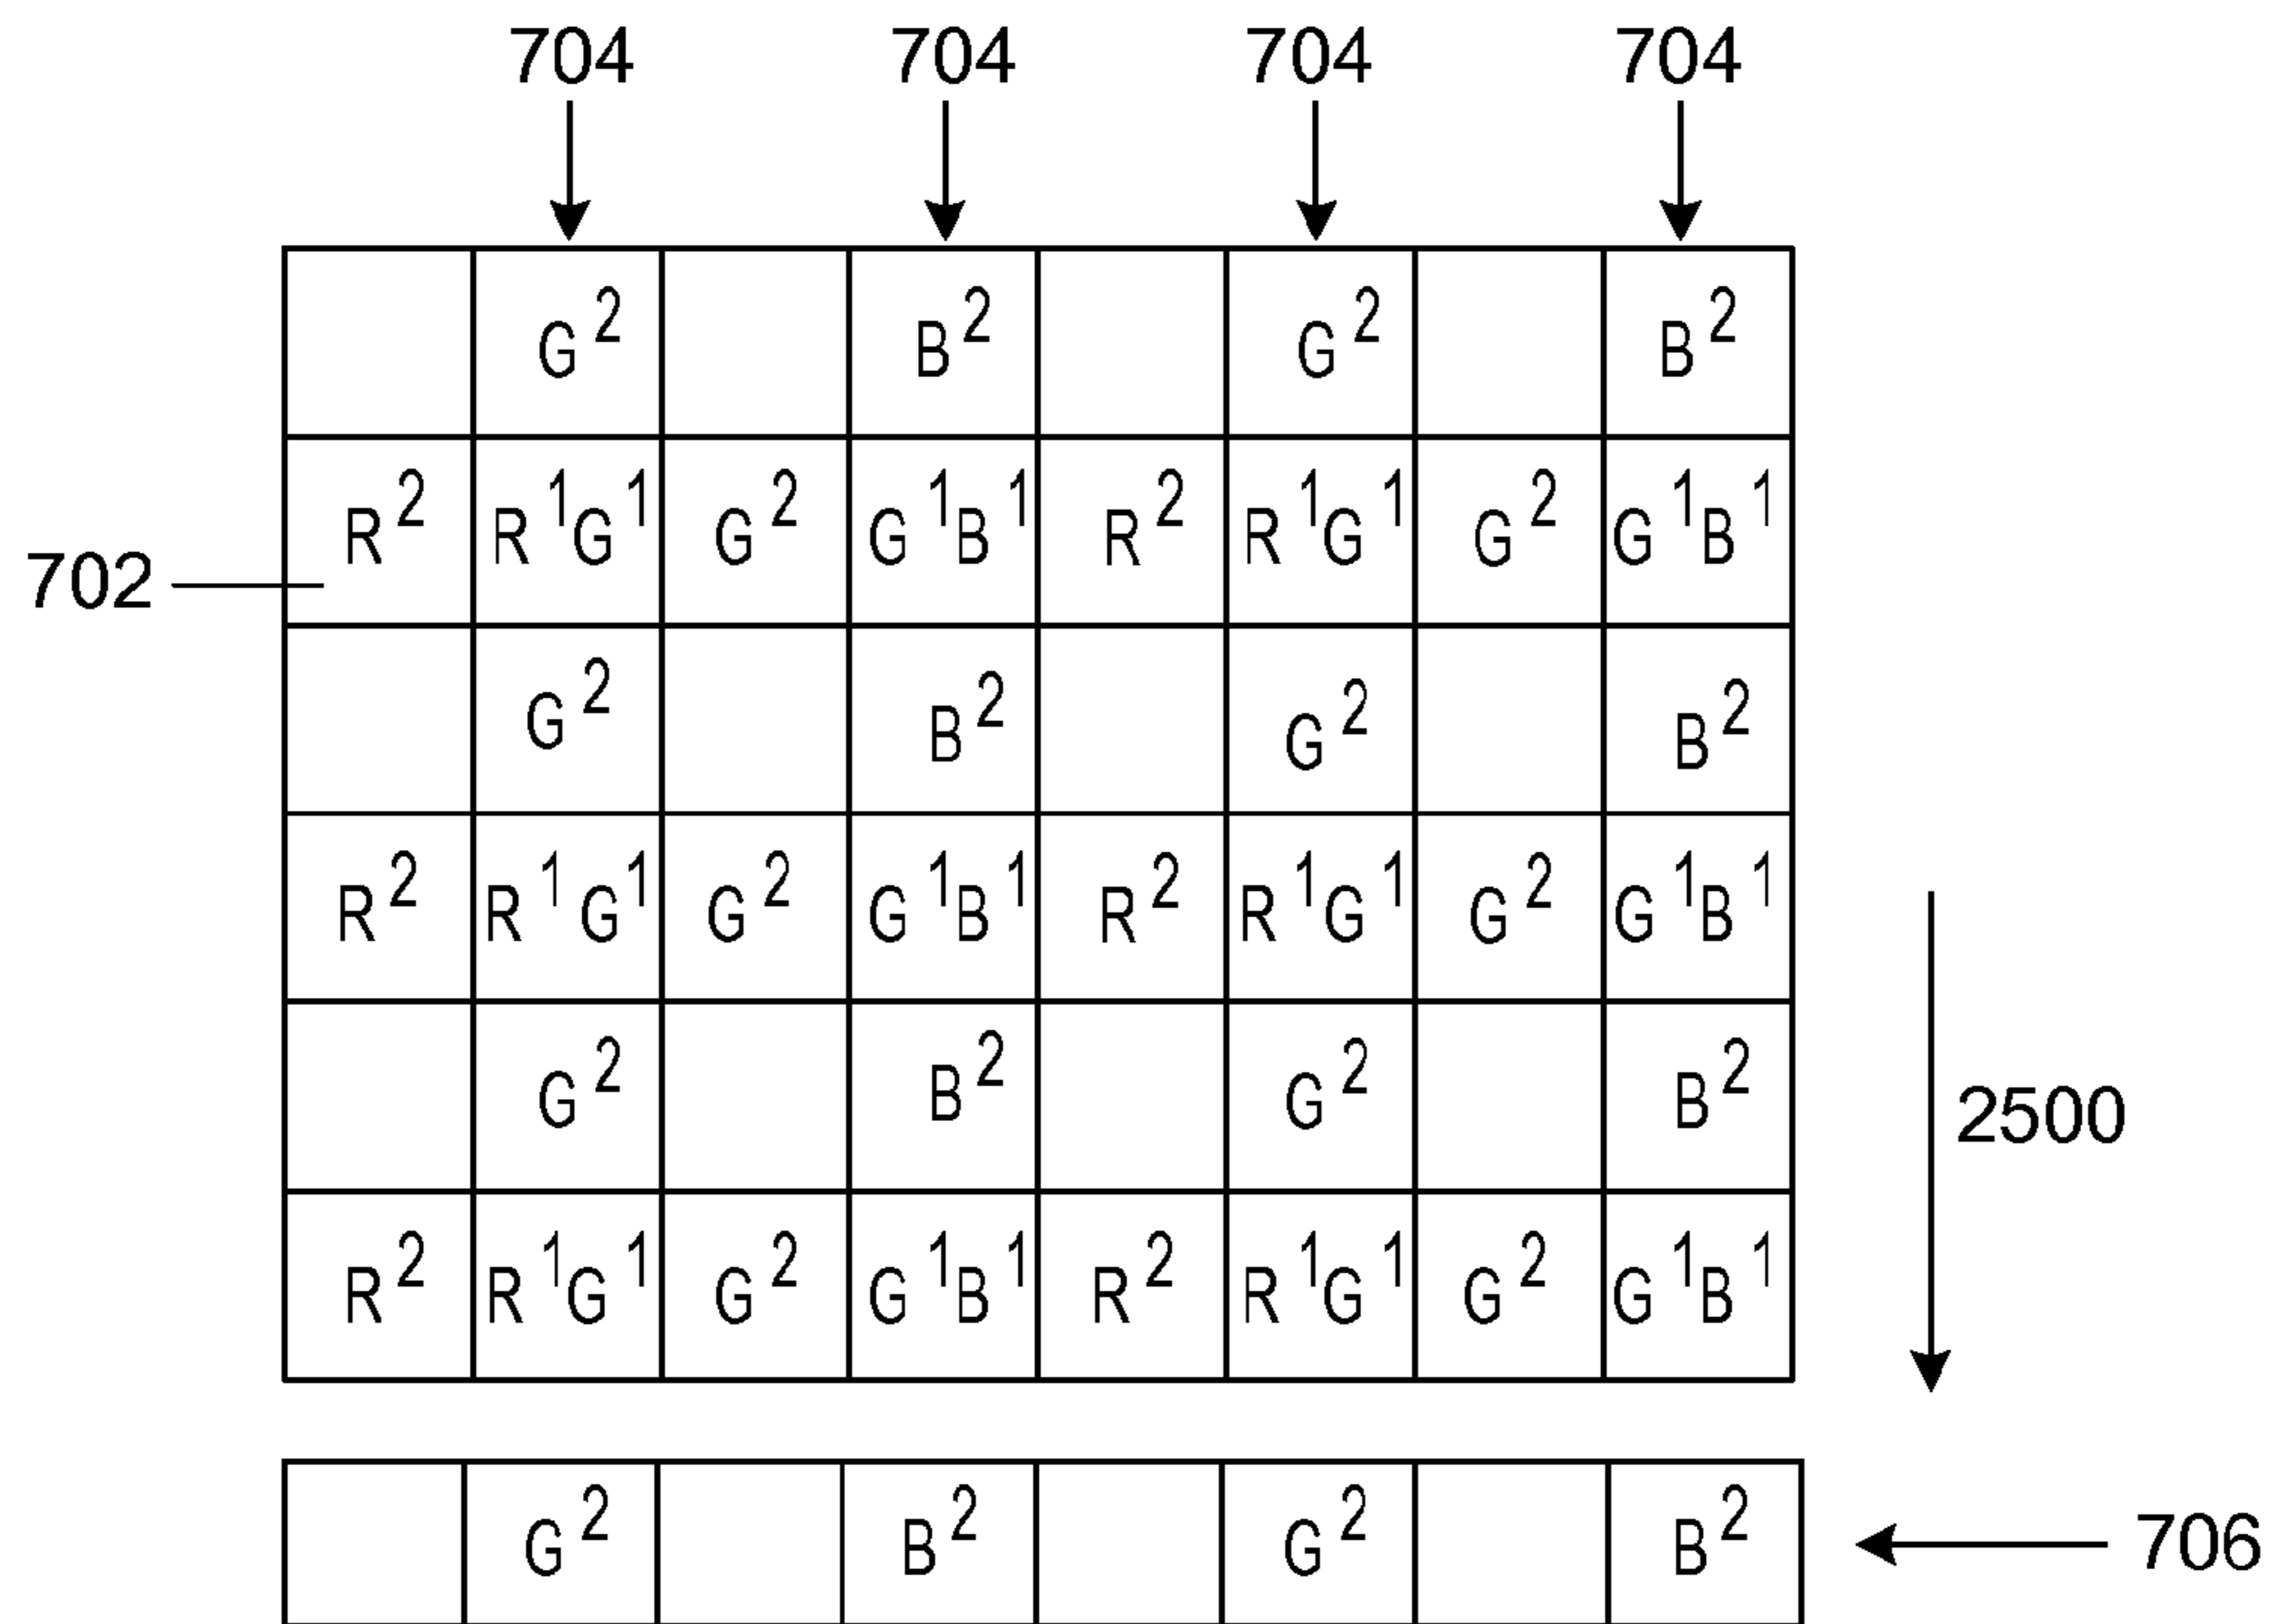 704 704 704 704
G² B² G² B²
R² R¹G¹ G² G¹B¹ R² R¹G¹ G² G¹B¹
702
G² B² G² B²
R² R¹G¹ G² G¹B¹ R² R¹G¹ G² G¹B¹
G² B² G² B²
2500
R² R¹G¹ G² G¹B¹ R² R¹G¹ G² G¹B¹
G² B² G² B²
706